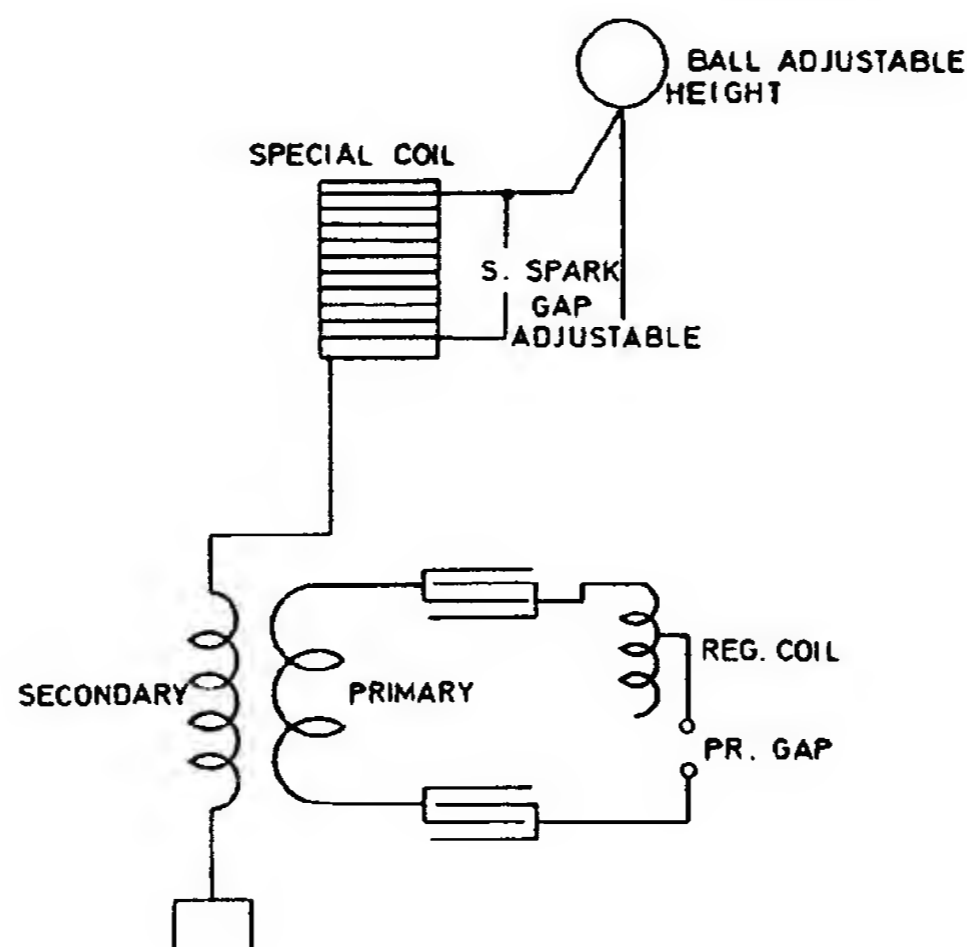 BALL ADJUSTABLE
HEIGHT
SPECIAL COIL
S. SPARK
GAP
ADJUSTABLE
REG. COIL
SECONDARY
PRIMARY
PR. GAP